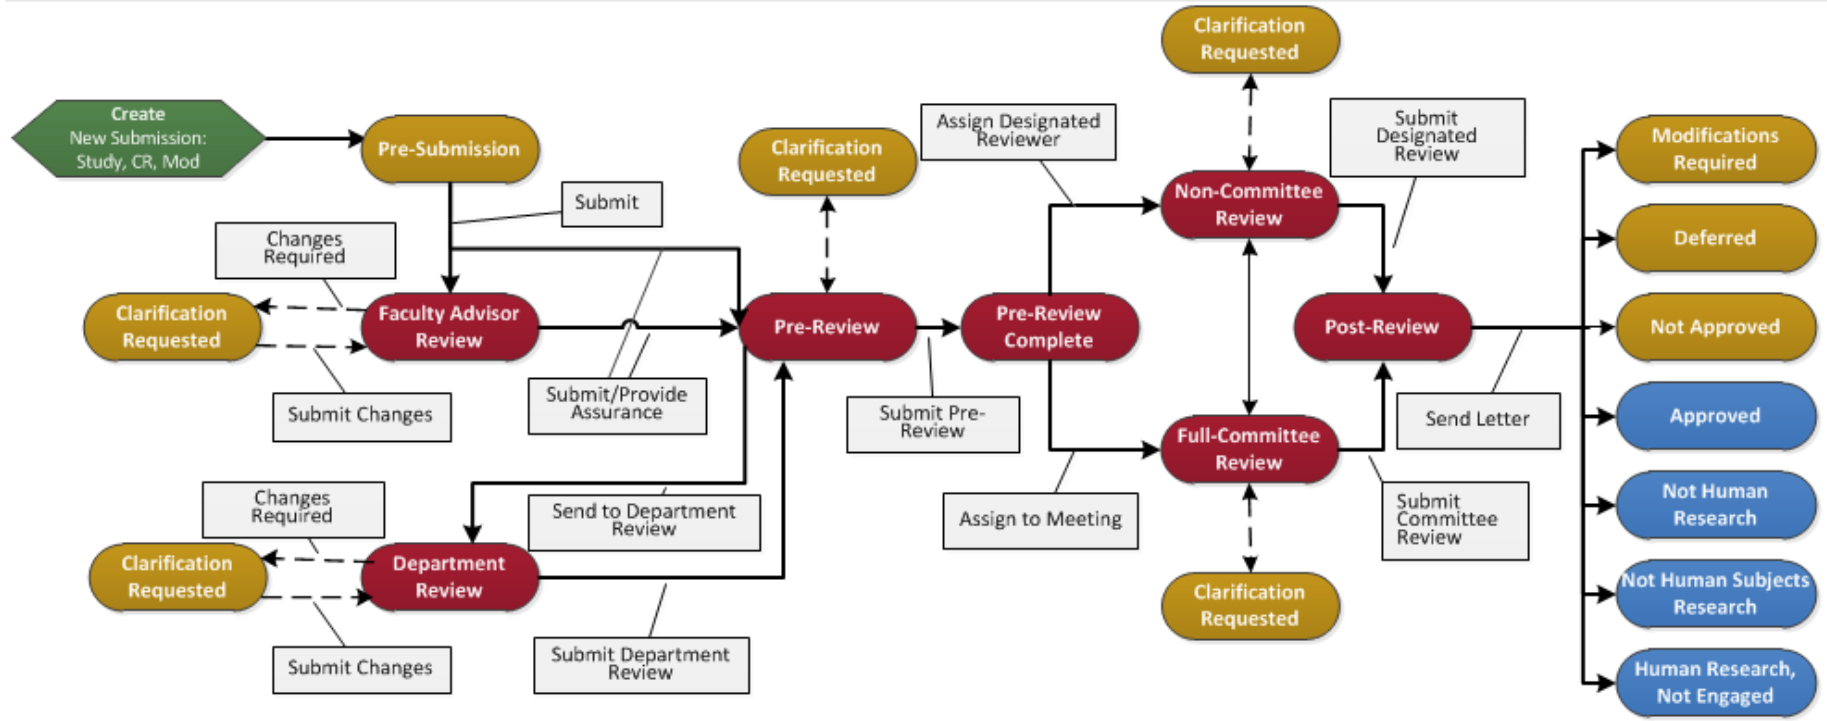 Create
New Submission:
Study, CR, Mod
Pre-Submission
Submit
Changes
Required
Clarification
Requested
Faculty Advisor
Review
Submit Changes
Submit/Provide
Assurance
Changes
Required
Clarification
Requested
Department
Review
Submit Changes
Send to Department
Review
Submit Department
Review
Clarification
Requested
Pre-Review
Submit Pre-
Review
Pre-Review
Complete
Assign Designated
Reviewer
Assign to Meeting
Clarification
Requested
Non-Committee
Review
Full-Committee
Review
Clarification
Requested
Submit
Designated
Review
Post-Review
Submit
Committee
Review
Send Letter
Modifications
Required
Deferred
Not Approved
Approved
Not Human
Research
Not Human Subjects
Research
Human Research,
Not Engaged